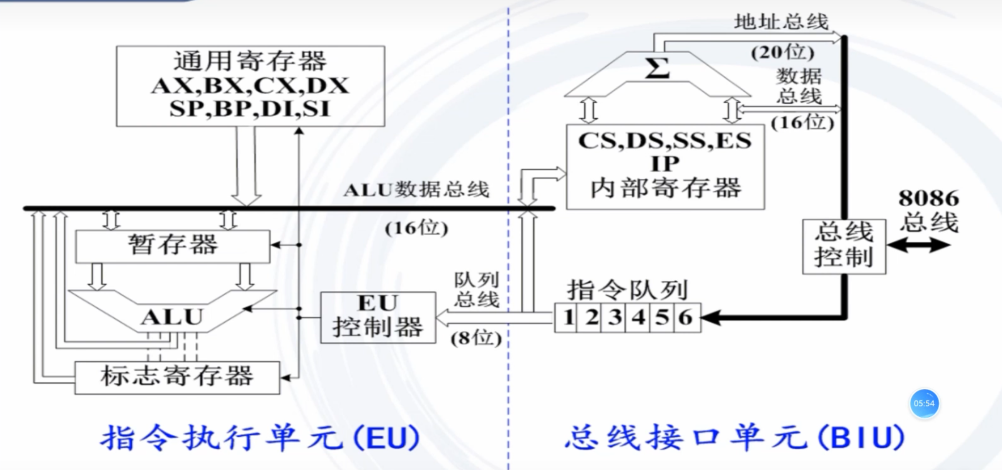 通用寄存器
AX,BX,CX,DX
SP,BP,DI,SI
ALU数据总线
(16位)
暂存器
ALU
标志寄存器
EU
控制器
队列
总线
(8位)
指令执行单元(EU)
地址总线
(20位)
Σ
数据
总线
(16位)
CS,DS,SS,ES
IP
内部寄存器
8086
总线
总线
控制
指令队列
1 2 3 4 5 6
05:54
总线接口单元(BIU)